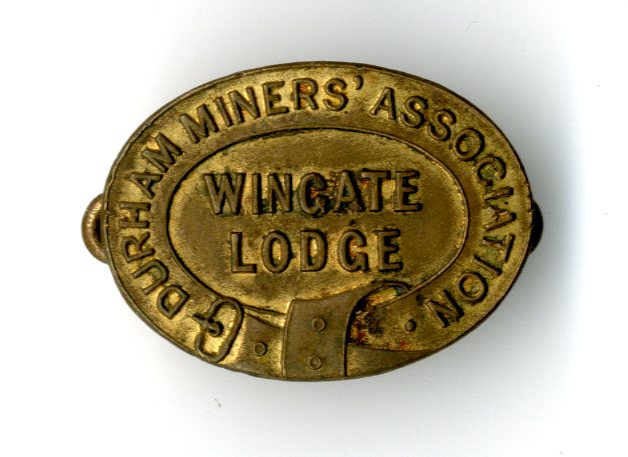 DURHAM MINERS' ASSOCIATION
WINGATE
LODGE